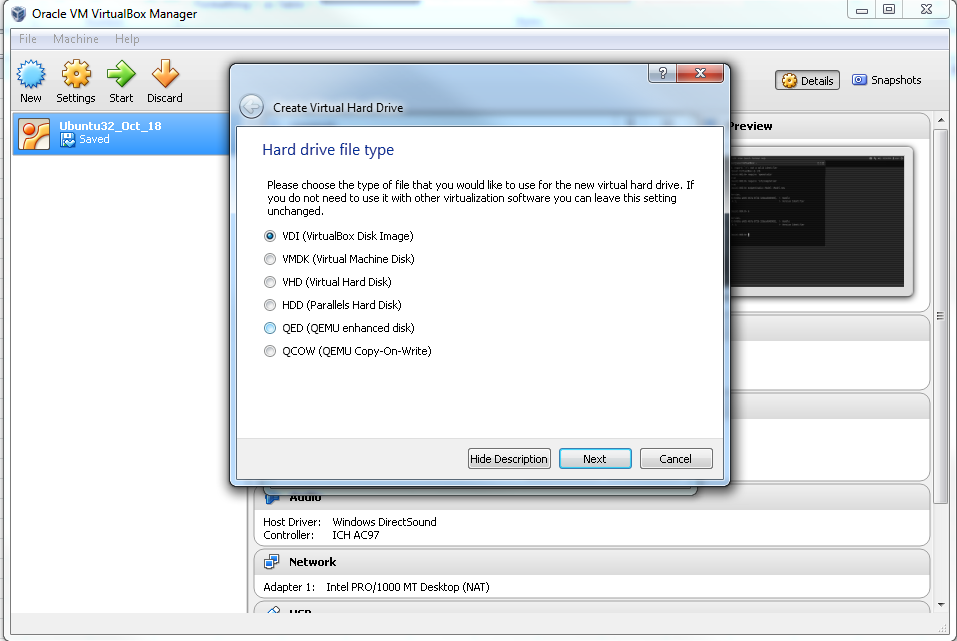 Oracle VM VirtualBox Manager
File Machine Help
New Settings Start Discard
Details Snapshots
Ubuntu32_Oct_18
Saved
Preview
Create Virtual Hard Drive
Hard drive file type
Please choose the type of file that you would like to use for the new virtual hard drive. If
you do not need to use it with other virtualization software you can leave this setting
unchanged.
VDI (VirtualBox Disk Image)
VMDK (Virtual Machine Disk)
VHD (Virtual Hard Disk)
HDD (Parallels Hard Disk)
QED (QEMU enhanced disk)
QCOW (QEMU Copy-On-Write)
Hide Description Next Cancel
Audio
Host Driver: Windows DirectSound
Controller: ICH AC97
Network
Adapter 1: Intel PRO/1000 MT Desktop (NAT)
USB